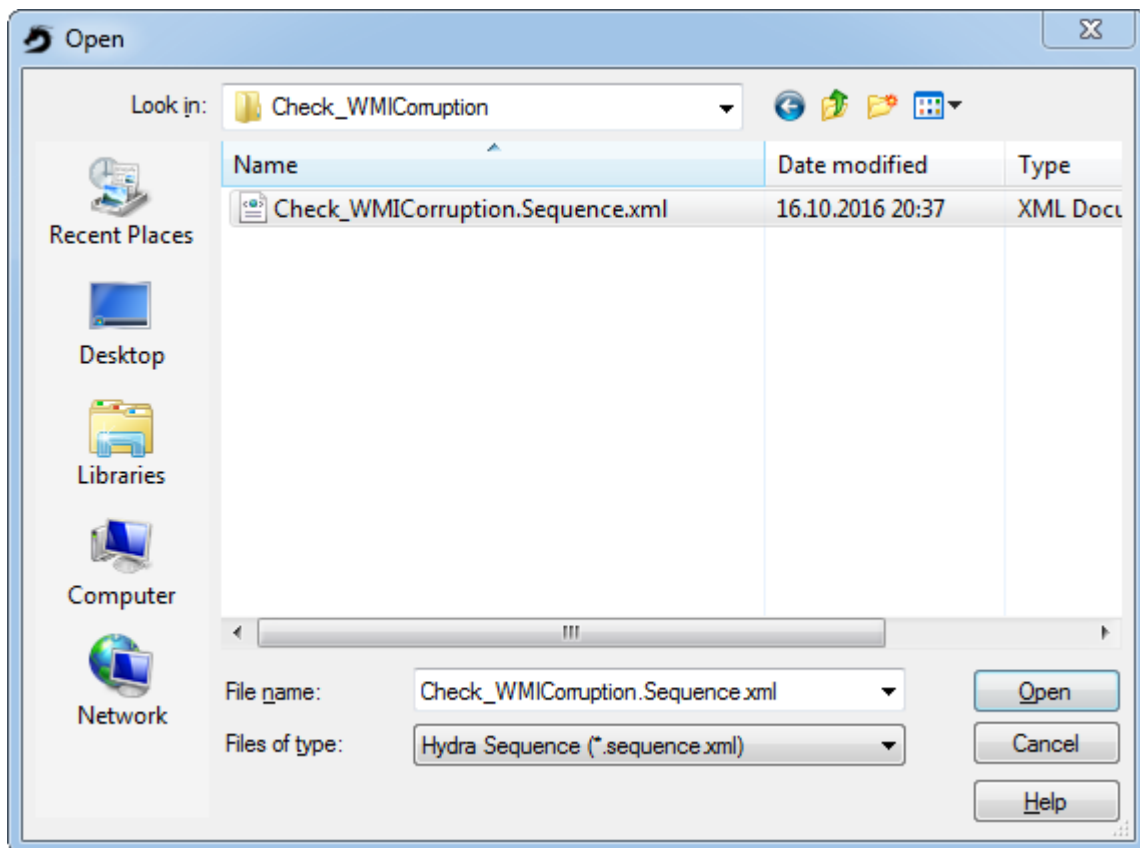 Open
Look in: Check_WMICorruption
Name Date modified Type
Check_WMICorruption.Sequence.xml 16.10.2016 20:37 XML Docu
Recent Places
Desktop
Libraries
Computer
Network
File name: Check_WMICorruption.Sequence.xml Open
Files of type: Hydra Sequence (*.sequence.xml) Cancel
Help